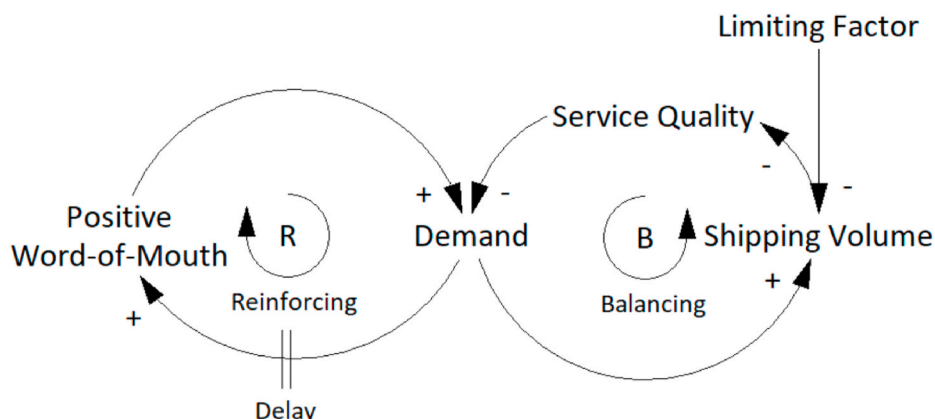 Limiting Factor
Service Quality
-
+ - -
Positive
Word-of-Mouth
R
Demand
B
Shipping Volume
+
Reinforcing
Balancing
+
Delay